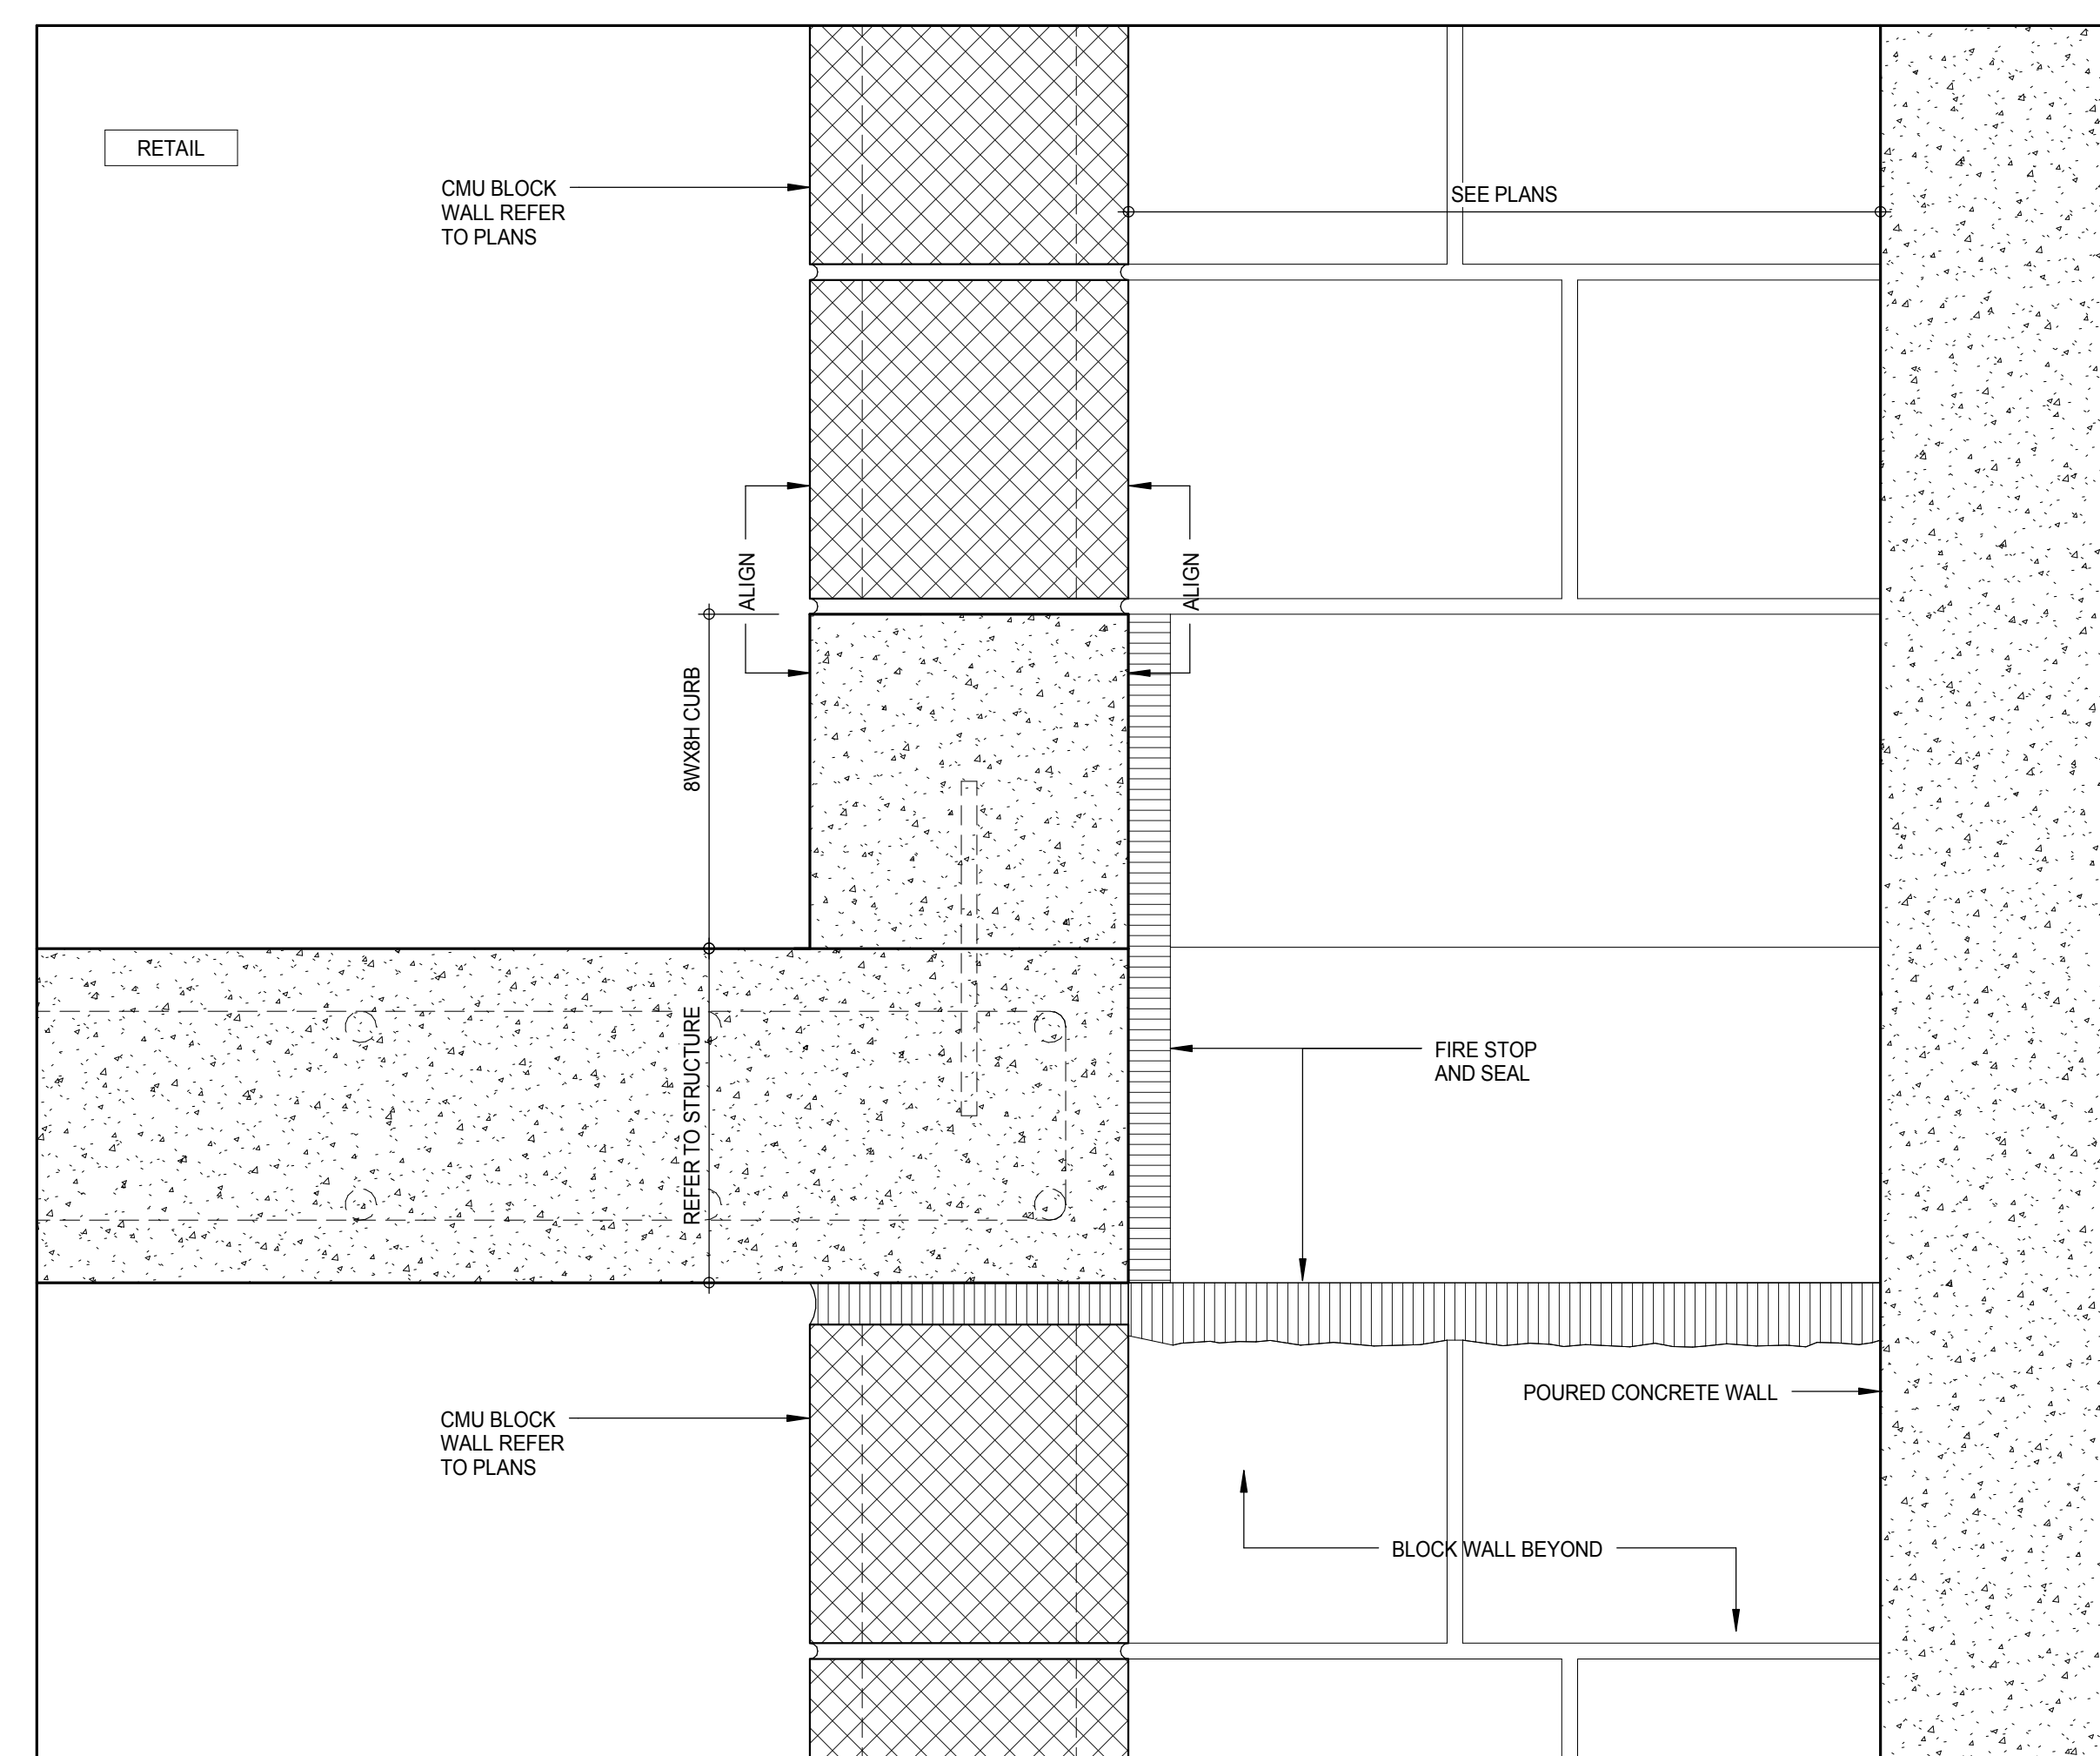 RETAIL
CMU BLOCK
WALL REFER
TO PLANS
SEE PLANS
ALIGN
ALIGN
8WX8H CURB
REFER TO STRUCTURE
FIRE STOP
AND SEAL
POURED CONCRETE WALL
CMU BLOCK
WALL REFER
TO PLANS
BLOCK WALL BEYOND